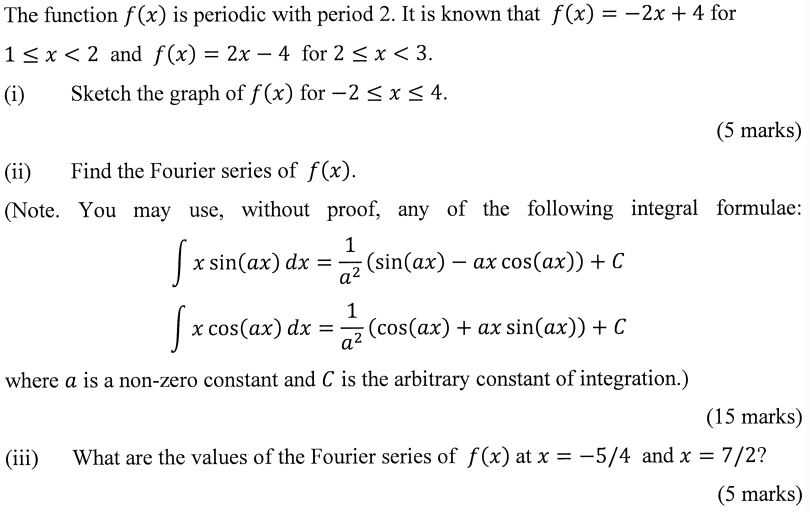 The function f(x) is periodic with period 2. It is known that f(x) = −2x + 4 for
1 ≤ x < 2 and f(x) = 2x − 4 for 2 ≤ x < 3.
(i) Sketch the graph of f(x) for −2 ≤ x ≤ 4.
(5 marks)
(ii) Find the Fourier series of f(x).
(Note. You may use, without proof, any of the following integral formulae:
∫ x sin(ax) dx = 1/a² (sin(ax) − ax cos(ax)) + C
∫ x cos(ax) dx = 1/a² (cos(ax) + ax sin(ax)) + C
where a is a non-zero constant and C is the arbitrary constant of integration.)
(15 marks)
(iii) What are the values of the Fourier series of f(x) at x = −5/4 and x = 7/2?
(5 marks)